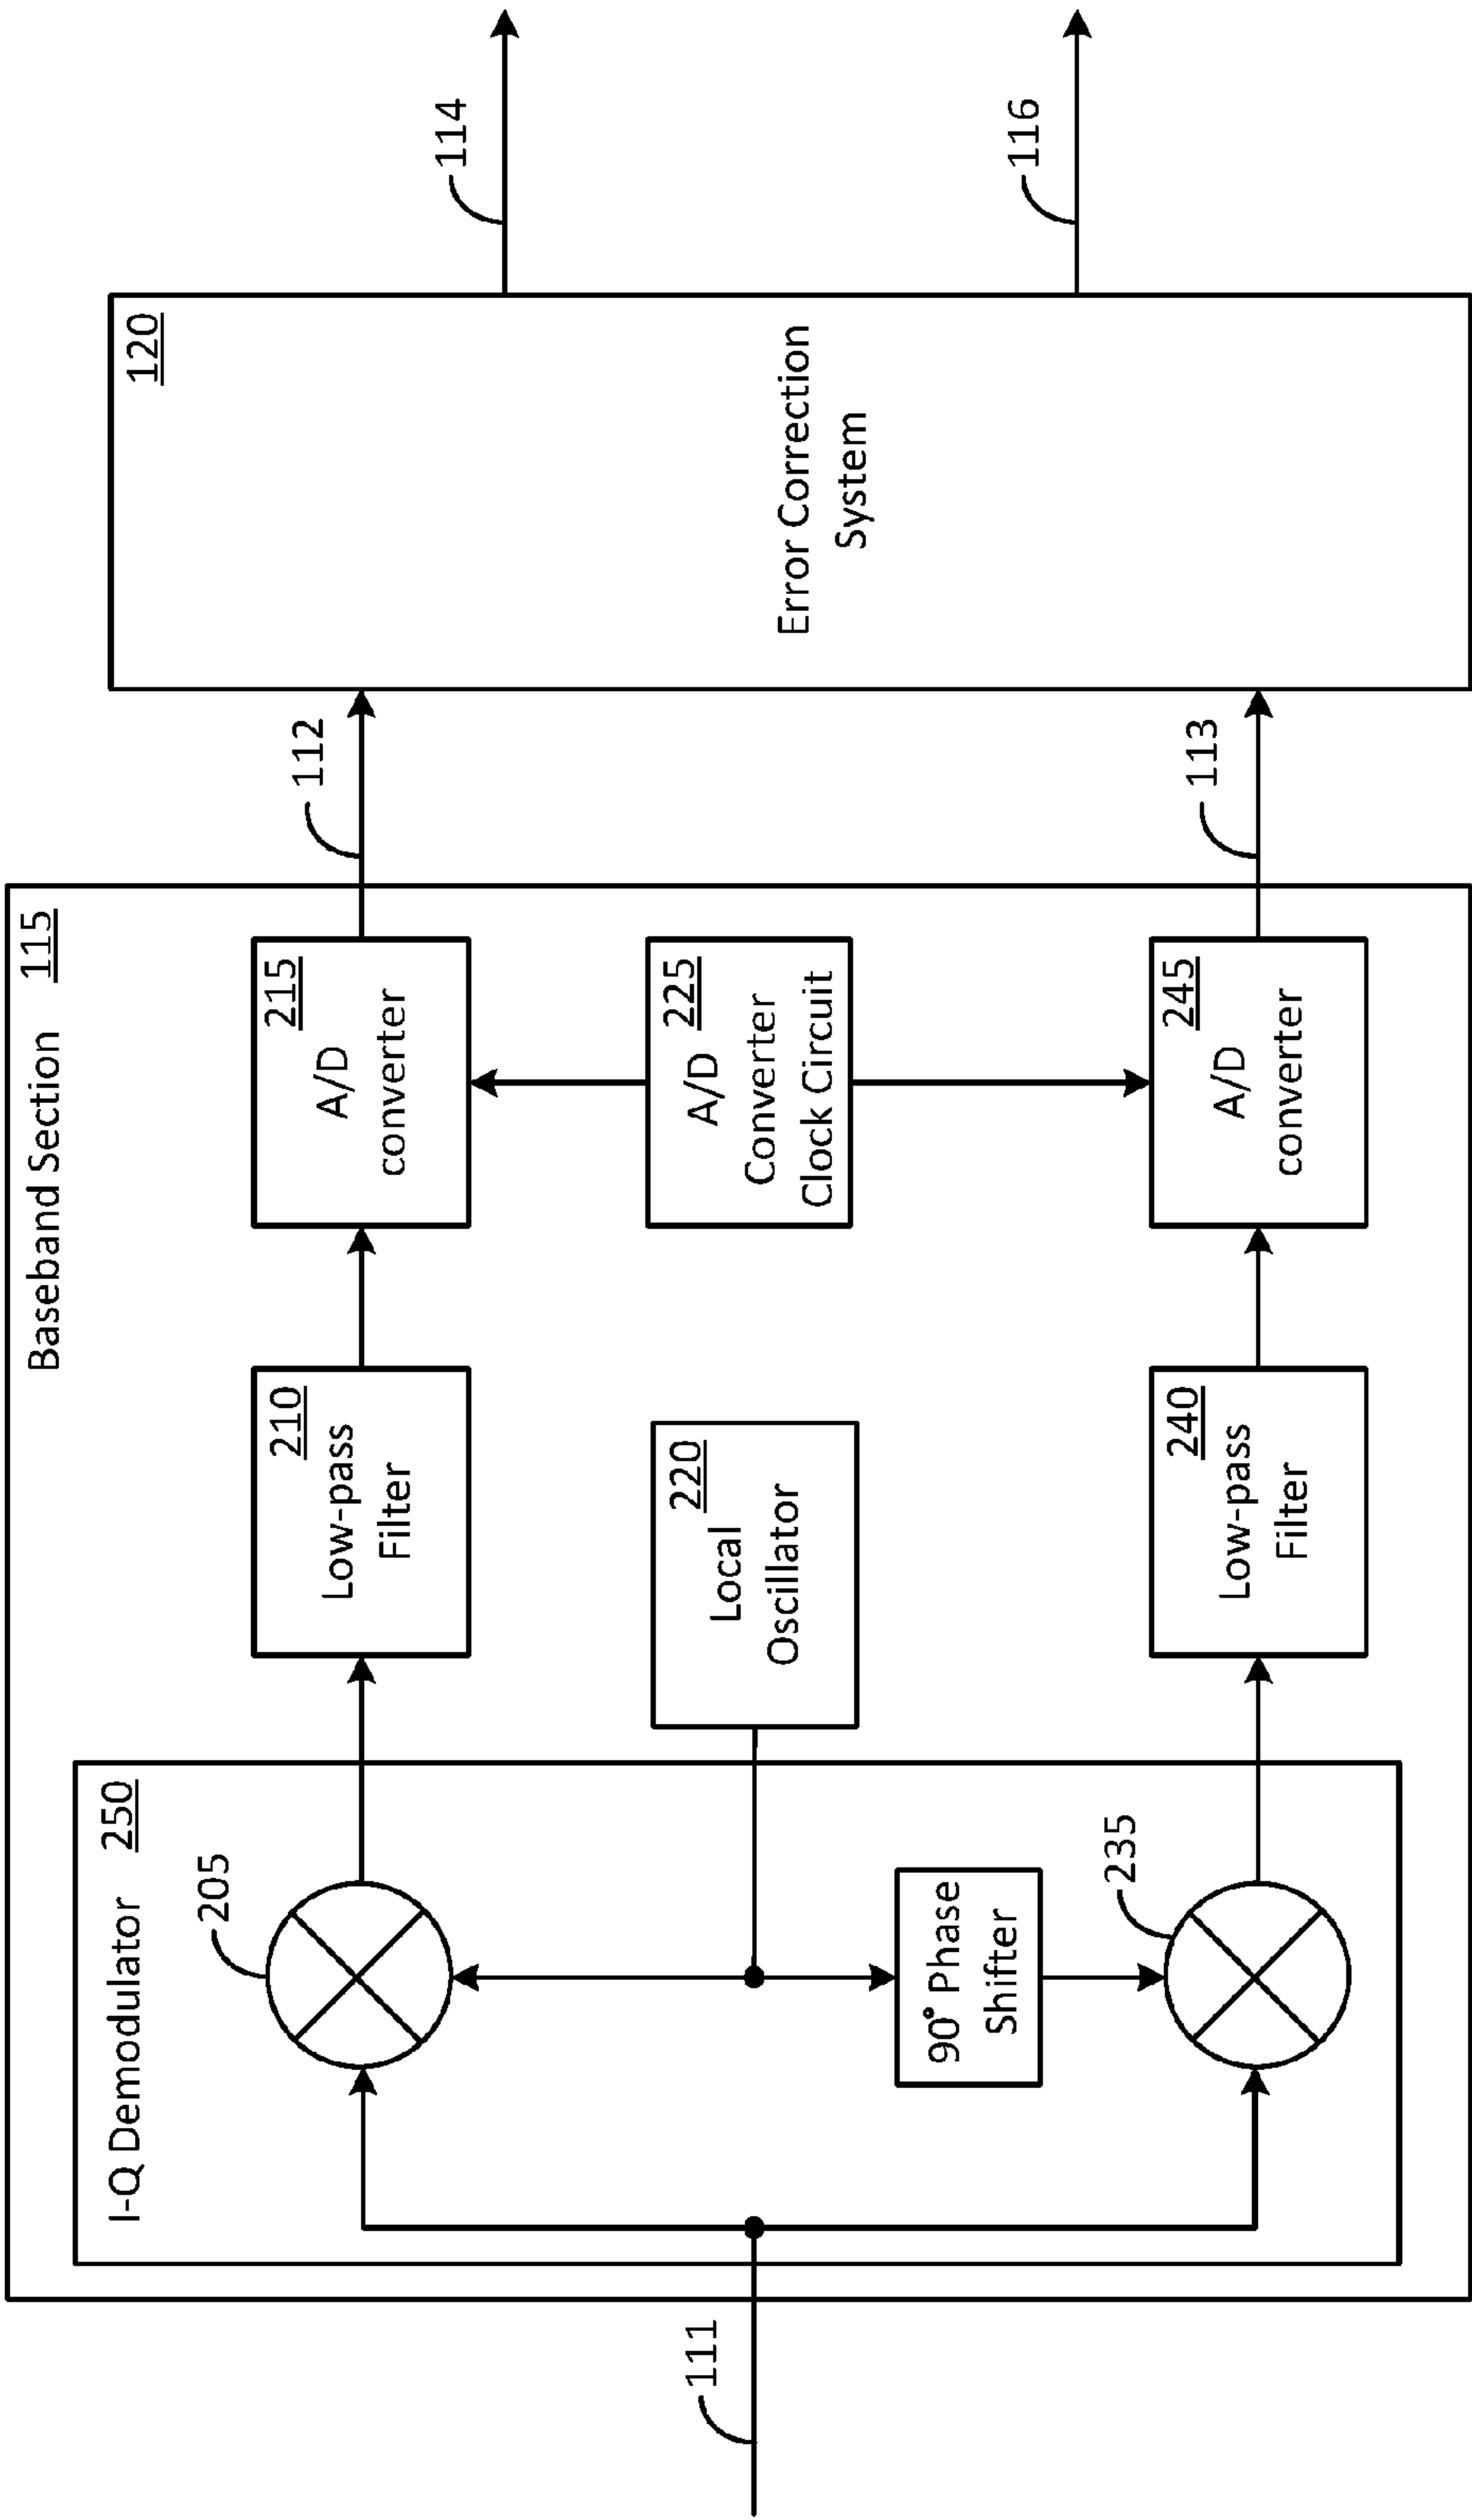 Baseband Section 115
I-Q Demodulator 250
111
205
90° Phase
Shifter
235
210
Low-pass
Filter
220
Local
Oscillator
240
Low-pass
Filter
215
A/D
converter
225
A/D
Converter
Clock Circuit
245
A/D
converter
112
113
120
Error Correction
System
114
116